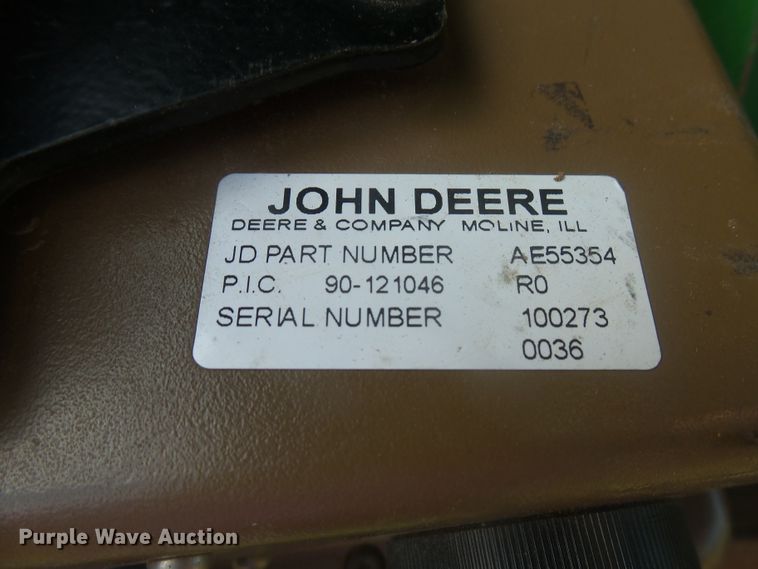 JOHN DEERE
DEERE & COMPANY MOLINE, ILL
JD PART NUMBER AE55354
P.I.C. 90-121046 R0
SERIAL NUMBER 100273
0036
Purple Wave Auction®